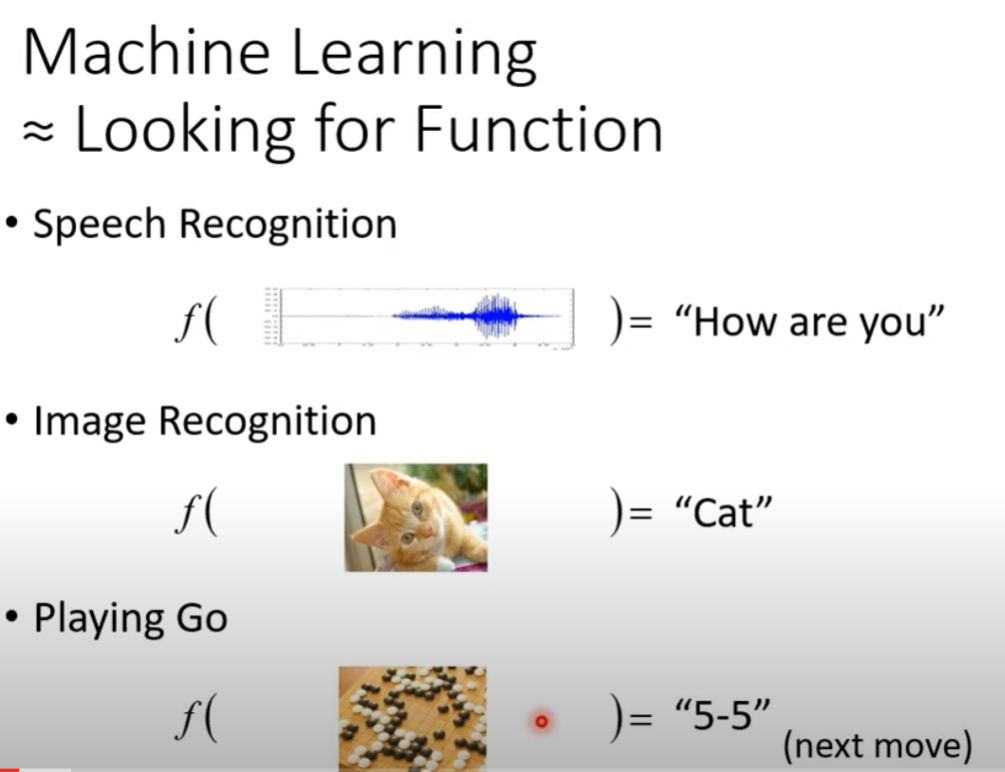 Machine Learning
≈ Looking for Function
• Speech Recognition
f( )= “How are you”
• Image Recognition
f( )= “Cat”
• Playing Go
f( )= “5-5”
(next move)